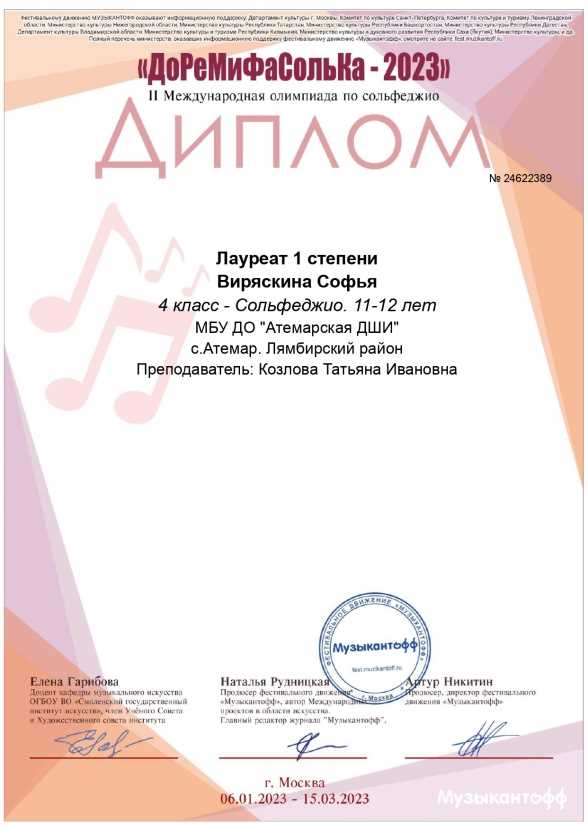 Фестивальному движению МУЗЫКАНТОФФ оказывают информационную поддержку: Департамент культуры г. Москвы, Комитет по культуре Санкт-Петербурга, Комитет по культуре и туризму Ленинградской
области, Министерство культуры Нижегородской области, Министерство культуры Республики Татарстан, Министерство культуры Республики Башкортостан, Министерство культуры Республики Дагестан,
Департамент культуры Владимирской области, Министерство культуры и туризма Республики Калмыкия, Министерство культуры и духовного развития Республики Саха (Якутия), Министерство культуры, и др.
Полный перечень министерств, оказавших информационную поддержку фестивальному движению «Музыкантофф», смотрите на сайте: fest.muzikantoff.ru
«ДоРеМиФаСольКа - 2023»
II Международная олимпиада по сольфеджио
Диплом
№ 24622389
Лауреат 1 степени
Виряскина Софья
4 класс - Сольфеджио. 11-12 лет
МБУ ДО "Атемарская ДШИ"
с.Атемар. Лямбирский район
Преподаватель: Козлова Татьяна Ивановна
ФЕСТИВАЛЬНОЕ ДВИЖЕНИЕ «МУЗЫКАНТОФФ»
Музыкантофф
fest.muzikantoff.ru
г. Москва
Елена Гарибова
Доцент кафедры музыкального искусства
ОГБОУ ВО «Смоленский государственный
институт искусств», член Учёного Совета
и Художественного совета института
Наталья Рудницкая
Продюсер фестивального движения
«Музыкантофф», автор Международных
проектов в области искусства.
Главный редактор журнала "Музыкантофф".
Артур Никитин
Продюсер, директор фестивального
движения «Музыкантофф»
г. Москва
06.01.2023 - 15.03.2023
Музыкантофф